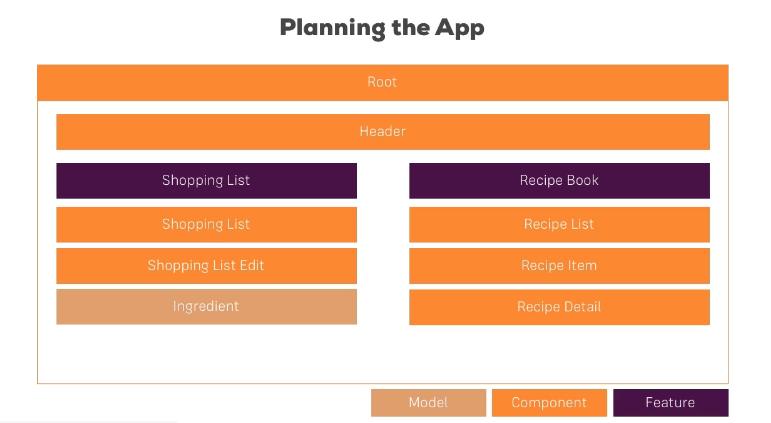 Planning the App
Root
Header
Shopping List
Recipe Book
Shopping List
Recipe List
Shopping List Edit
Recipe Item
Ingredient
Recipe Detail
Model
Component
Feature